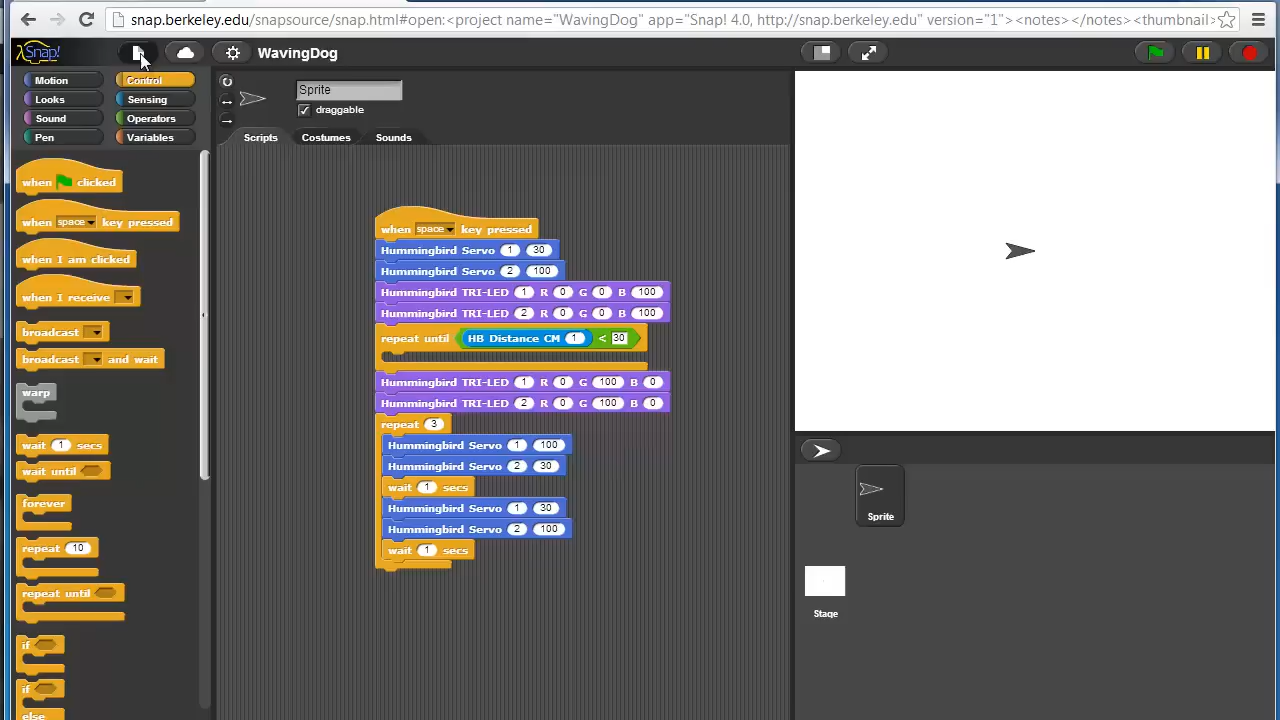 snap.berkeley.edu/snapsource/snap.html#open:<project name="WavingDog" app="Snap! 4.0, http://snap.berkeley.edu" version="1"><notes></notes><thumbnail>
Snap!
WavingDog
Motion
Control
Looks
Sensing
Sound
Operators
Pen
Variables
Sprite
draggable
Scripts
Costumes
Sounds
when clicked
when space key pressed
when I am clicked
when I receive
broadcast
broadcast and wait
warp
wait 1 secs
wait until
forever
repeat 10
repeat until
if
if
else
when space key pressed
Hummingbird Servo 1 30
Hummingbird Servo 2 100
Hummingbird TRI-LED 1 R 0 G 0 B 100
Hummingbird TRI-LED 2 R 0 G 0 B 100
repeat until HB Distance CM 1 < 30
Hummingbird TRI-LED 1 R 0 G 100 B 0
Hummingbird TRI-LED 2 R 0 G 100 B 0
repeat 3
Hummingbird Servo 1 100
Hummingbird Servo 2 30
wait 1 secs
Hummingbird Servo 1 30
Hummingbird Servo 2 100
wait 1 secs
Sprite
Stage